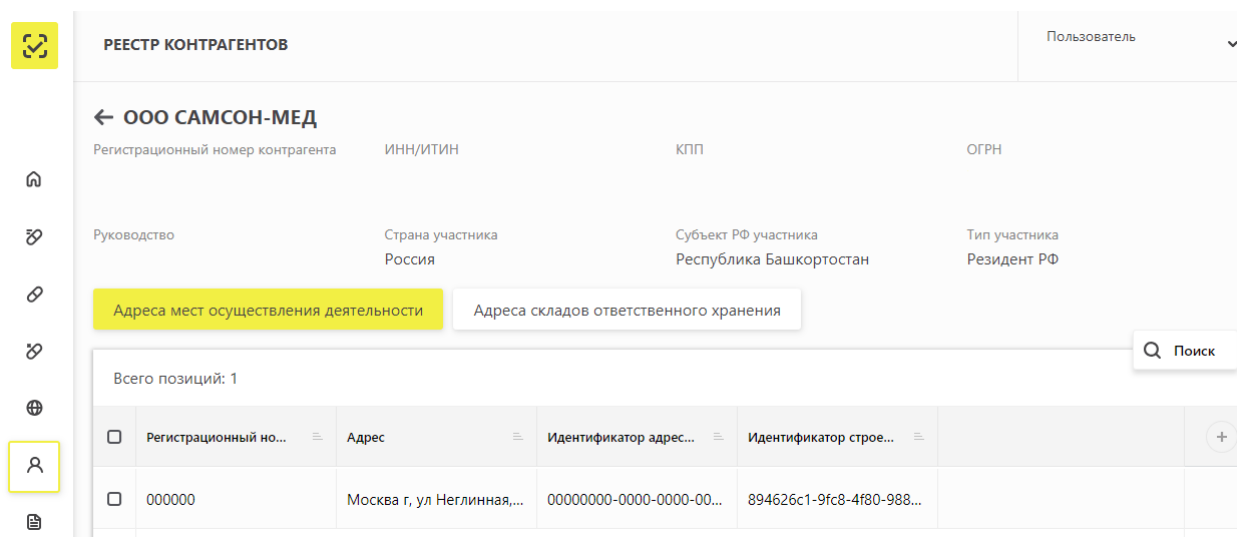 РЕЕСТР КОНТРАГЕНТОВ
Пользователь
ООО САМСОН-МЕД
Регистрационный номер контрагента ИНН/ИТИН КПП ОГРН
Руководство Страна участника Субъект РФ участника Тип участника
Россия Республика Башкортостан Резидент РФ
Адреса мест осуществления деятельности Адреса складов ответственного хранения
Поиск
Всего позиций: 1
Регистрационный но... Адрес Идентификатор адрес... Идентификатор строе...
000000 Москва г, ул Неглинная,... 00000000-0000-0000-00... 894626c1-9fc8-4f80-988...